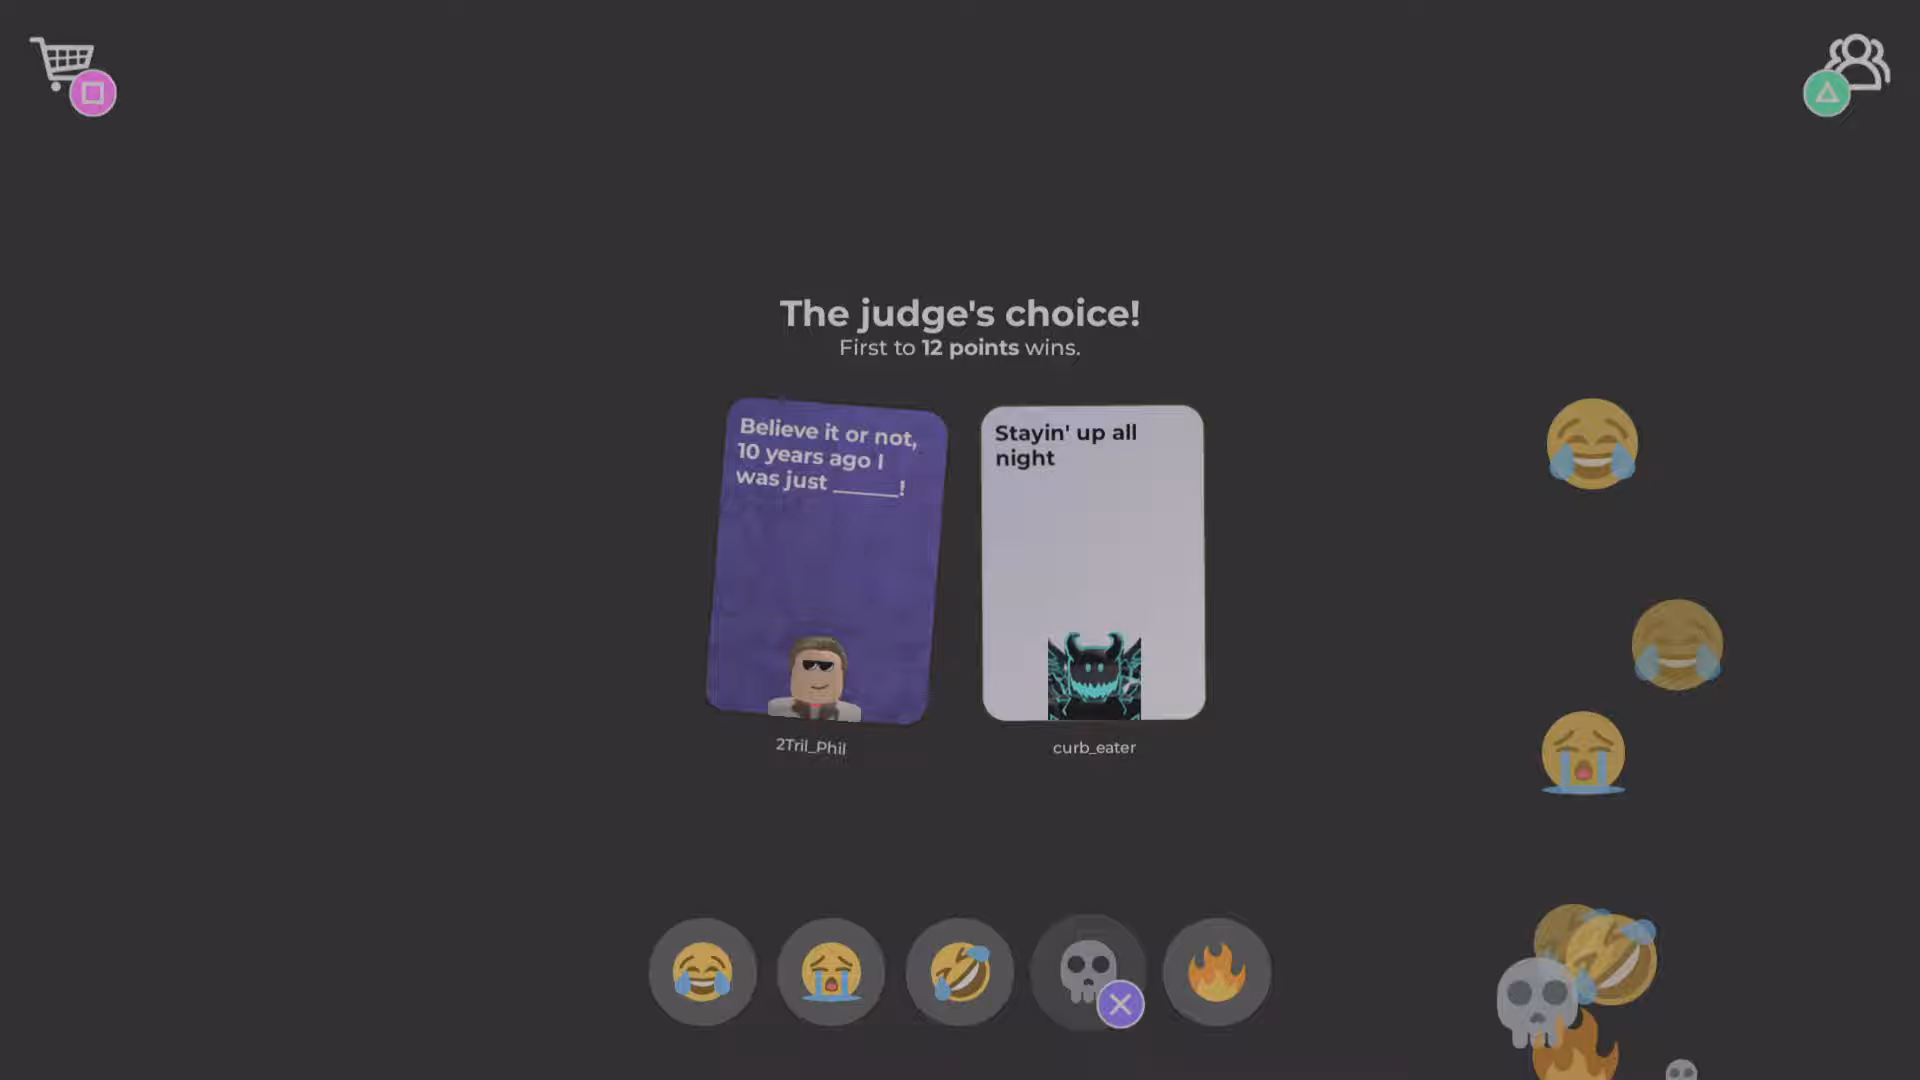 The judge's choice!
First to 12 points wins.
Believe it or not,
10 years ago I
was just ______!
Stayin' up all
night
2Tril_Phil
curb_eater